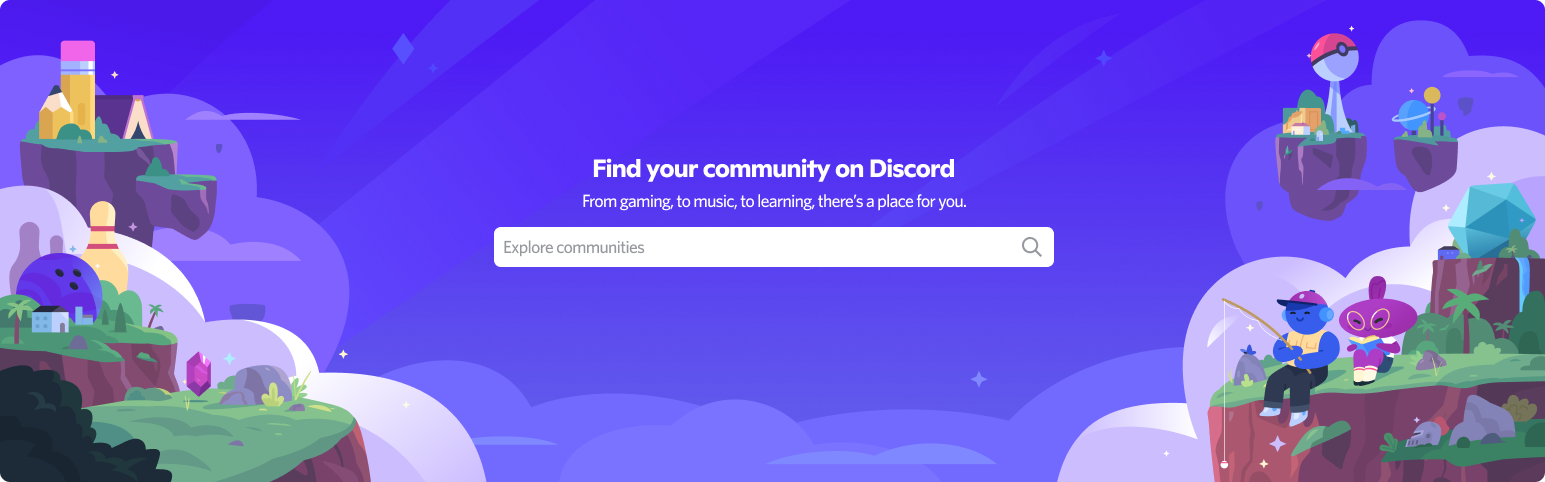 Find your community on Discord
From gaming, to music, to learning, there's a place for you.
Explore communities